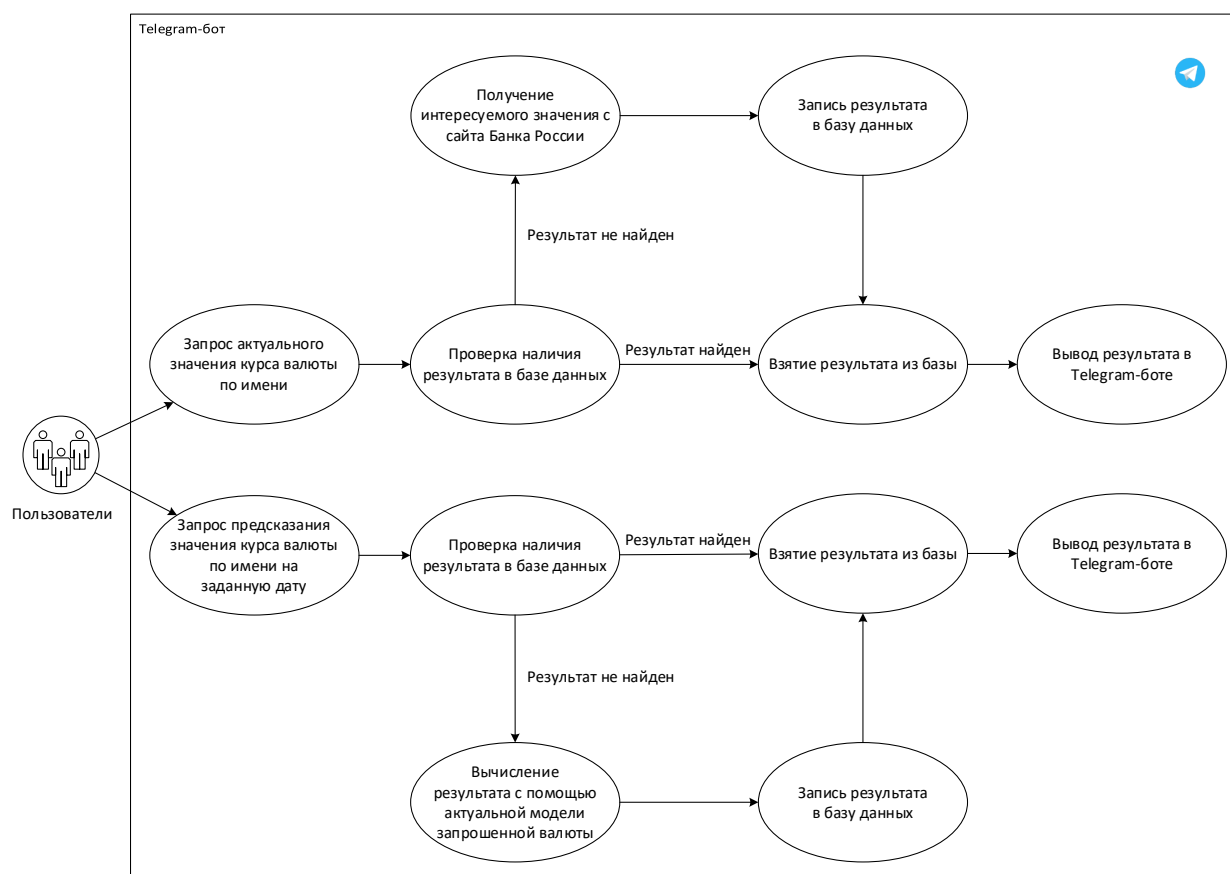 Telegram-бот
Получение
интересуемого значения с
сайта Банка России
Запись результата
в базу данных
Результат не найден
Запрос актуального
значения курса валюты
по имени
Проверка наличия
результата в базе данных
Результат найден
Взятие результата из базы
Вывод результата в
Telegram-боте
Пользователи
Запрос предсказания
значения курса валюты
по имени на
заданную дату
Проверка наличия
результата в базе данных
Результат найден
Взятие результата из базы
Вывод результата в
Telegram-боте
Результат не найден
Вычисление
результата с помощью
актуальной модели
запрошенной валюты
Запись результата
в базу данных